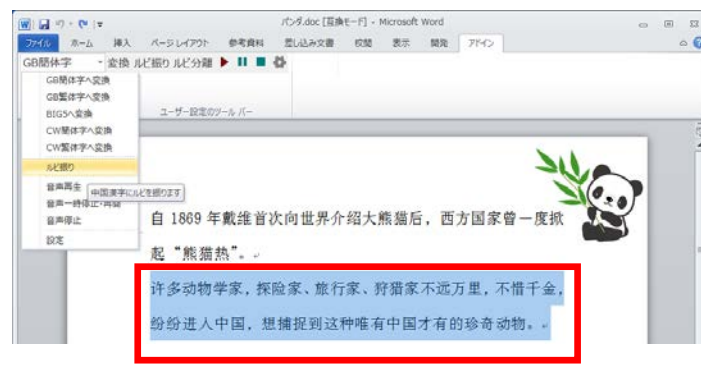 パンダ.doc [互換モード] - Microsoft Word
ファイル ホーム 挿入 ページ レイアウト 参考資料 差し込み文書 校閲 表示 開発 アドイン
GB簡体字 変換 ルビ振り ルビ分離
GB簡体字へ変換
GB繁体字へ変換
BIG5へ変換
CW簡体字へ変換
CW繁体字へ変換
ルビ振り
音声再生
中国漢字にルビを振ります
音声一時停止・再開
音声停止
設定
ユーザー設定のツール バー
自 1869 年戴维首次向世界介绍大熊猫后，西方国家曾一度掀
起“熊猫热”。
许多动物学家，探险家、旅行家、狩猎家不远万里，不惜千金，
纷纷进入中国，想捕捉到这种唯有中国才有的珍奇动物。